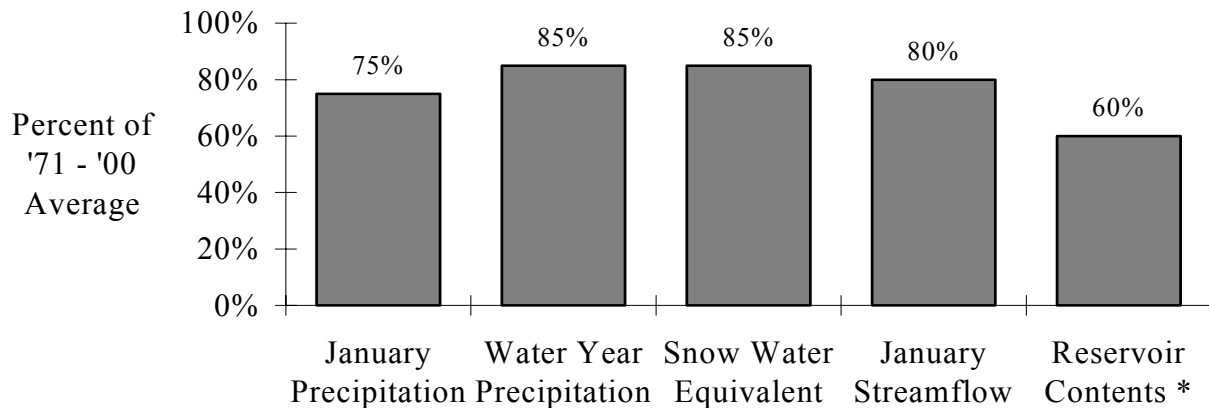 100%
80%
60%
40%
20%
0%
Percent of
'71 - '00
Average
75%
85%
85%
80%
60%
January
Precipitation
Water Year
Precipitation
Snow Water
Equivalent
January
Streamflow
Reservoir
Contents *